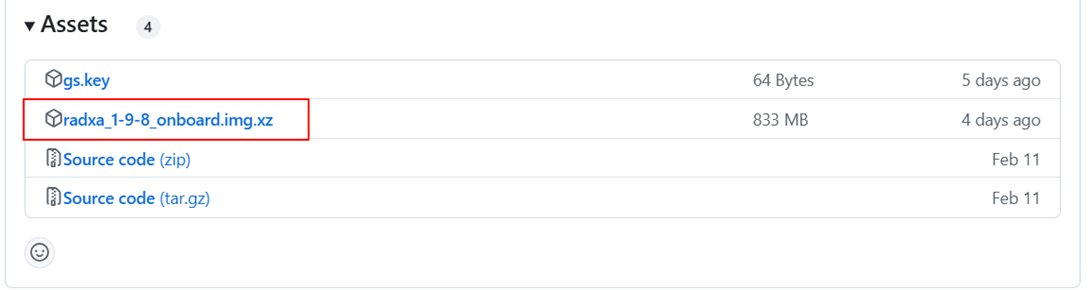 Assets 4
gs.key 64 Bytes 5 days ago
radxa_1-9-8_onboard.img.xz 833 MB 4 days ago
Source code (zip) Feb 11
Source code (tar.gz) Feb 11